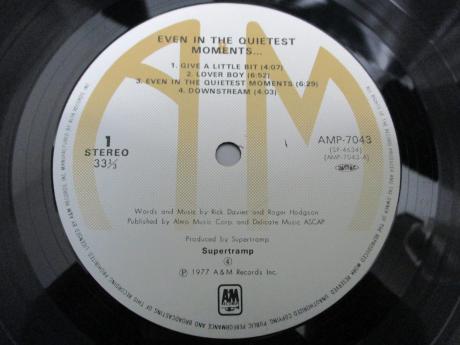 EVEN IN THE QUIETEST
MOMENTS...
1. GIVE A LITTLE BIT (4:07)
2. LOVER BOY (6:52)
3. EVEN IN THE QUIETEST MOMENTS (6:29)
4. DOWNSTREAM (4:03)
1
STEREO
33⅓
AMP-7043
(SP-4634)
(AMP-7043-A)
Words and Music by Rick Davies and Roger Hodgson
Published by Almo Music Corp. and Delicate Music ASCAP
Produced by Supertramp
Supertramp
④
Ⓟ 1977 A&M Records Inc.
A&M